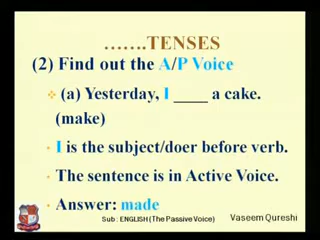 .......TENSES
(2) Find out the A/P Voice
(a) Yesterday, I ____ a cake.
(make)
I is the subject/doer before verb.
The sentence is in Active Voice.
Answer: made
Sub : ENGLISH (The Passive Voice) Vaseem Qureshi